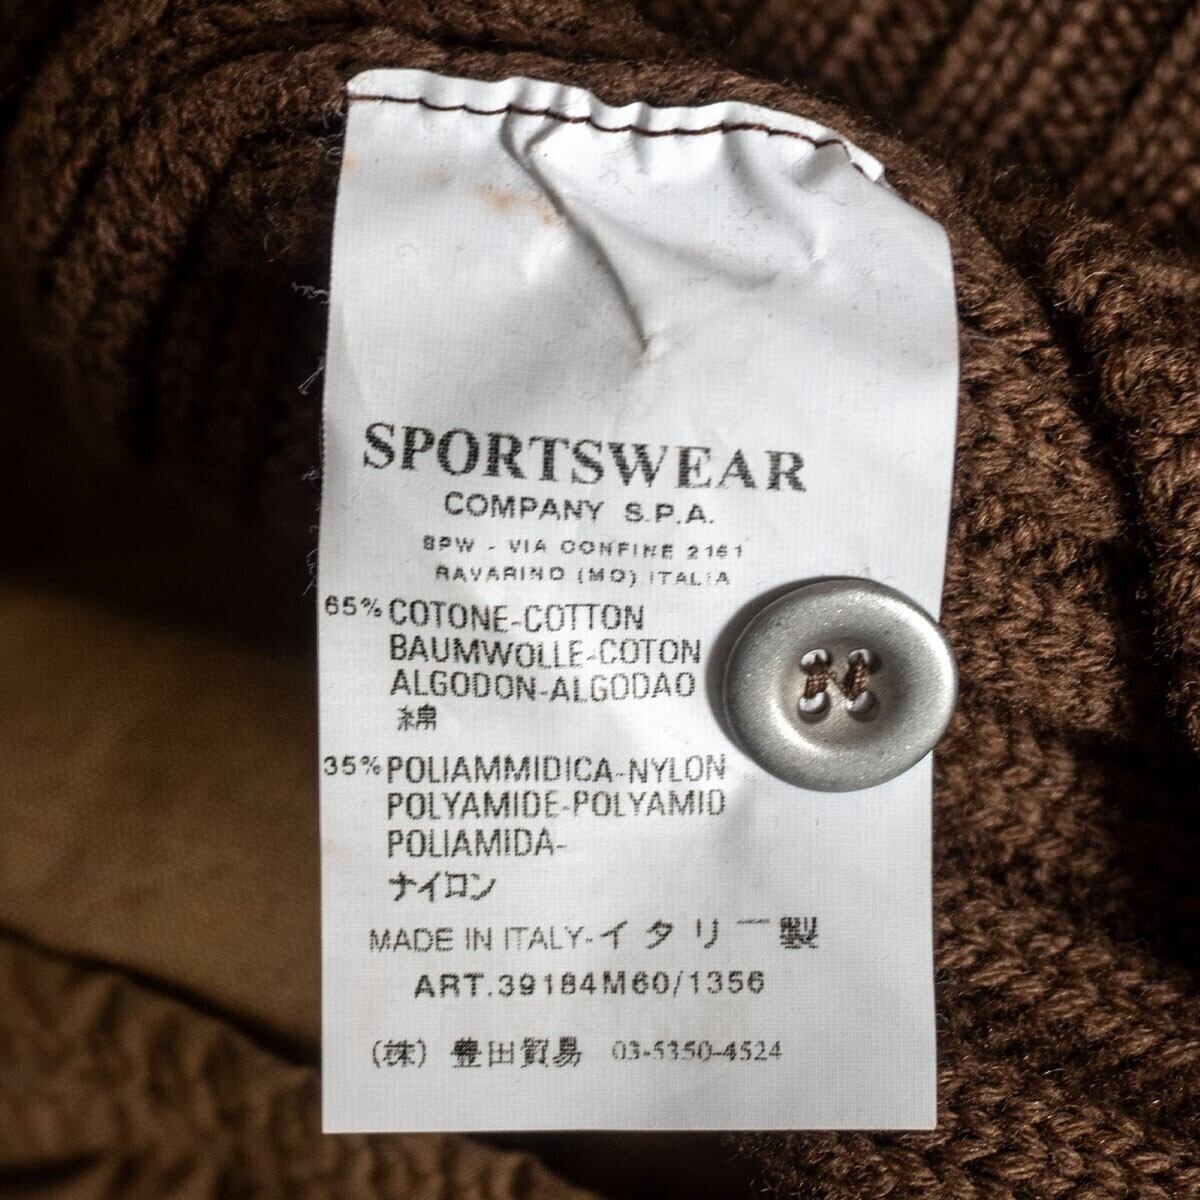 SPORTSWEAR
COMPANY S.P.A.
SPW - VIA CONFINE 2161
RAVARINO (MO) ITALIA
65% COTONE-COTTON
BAUMWOLLE-COTON
ALGODON-ALGODAO
綿
35% POLIAMMIDICA-NYLON
POLYAMIDE-POLYAMID
POLIAMIDA-
ナイロン
MADE IN ITALY-イタリー製
ART.39184M60/1356
(株) 豊田貿易 03-5350-4524